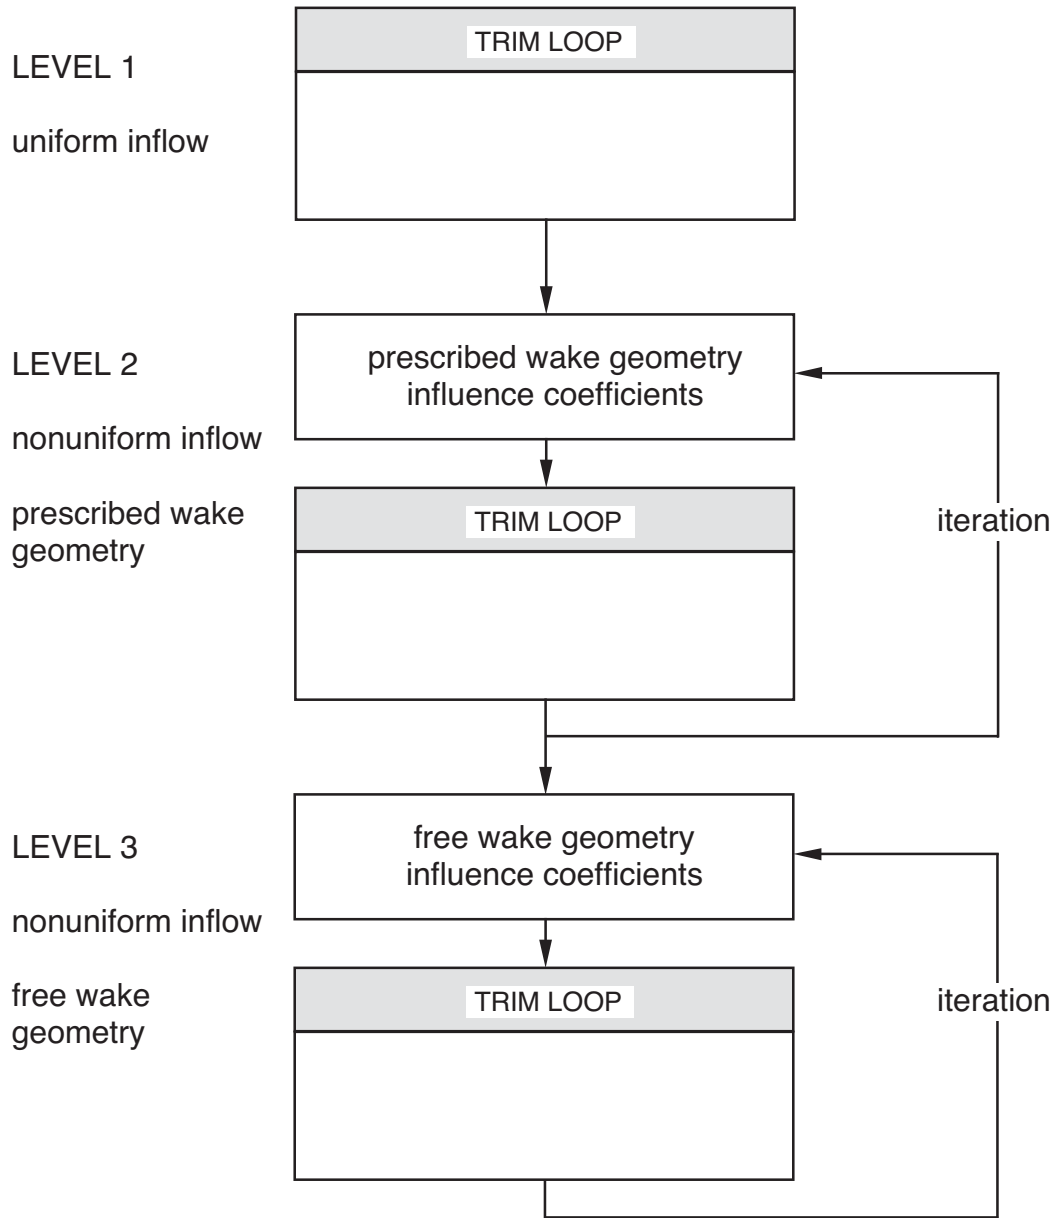 TRIM LOOP
LEVEL 1
uniform inflow
LEVEL 2
nonuniform inflow
prescribed wake
geometry
prescribed wake geometry
influence coefficients
TRIM LOOP
iteration
LEVEL 3
nonuniform inflow
free wake
geometry
free wake geometry
influence coefficients
TRIM LOOP
iteration